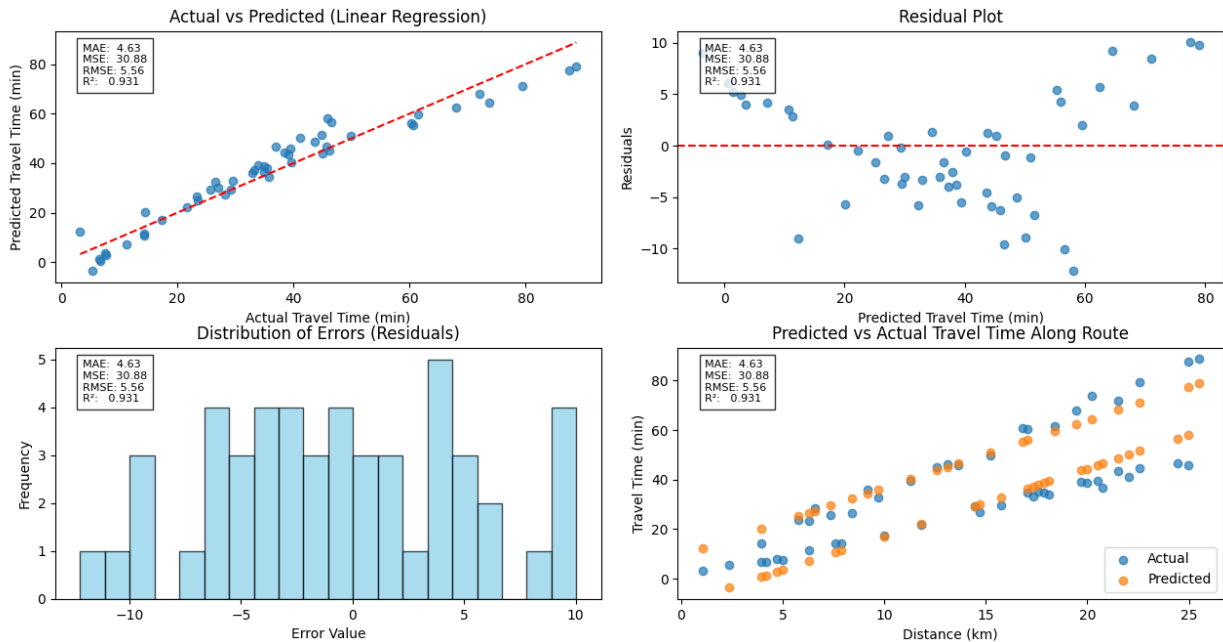 Actual vs Predicted (Linear Regression)
MAE: 4.63
MSE: 30.88
RMSE: 5.56
R²: 0.931
Predicted Travel Time (min)
80
60
40
20
0
0 20 40 60 80
Actual Travel Time (min)
Residual Plot
MAE: 4.63
MSE: 30.88
RMSE: 5.56
R²: 0.931
Residuals
10
5
0
−5
−10
0 20 40 60 80
Predicted Travel Time (min)
Distribution of Errors (Residuals)
MAE: 4.63
MSE: 30.88
RMSE: 5.56
R²: 0.931
Frequency
5
4
3
2
1
0
−10 −5 0 5 10
Error Value
Predicted vs Actual Travel Time Along Route
MAE: 4.63
MSE: 30.88
RMSE: 5.56
R²: 0.931
Travel Time (min)
80
60
40
20
0
Actual
Predicted
0 5 10 15 20 25
Distance (km)